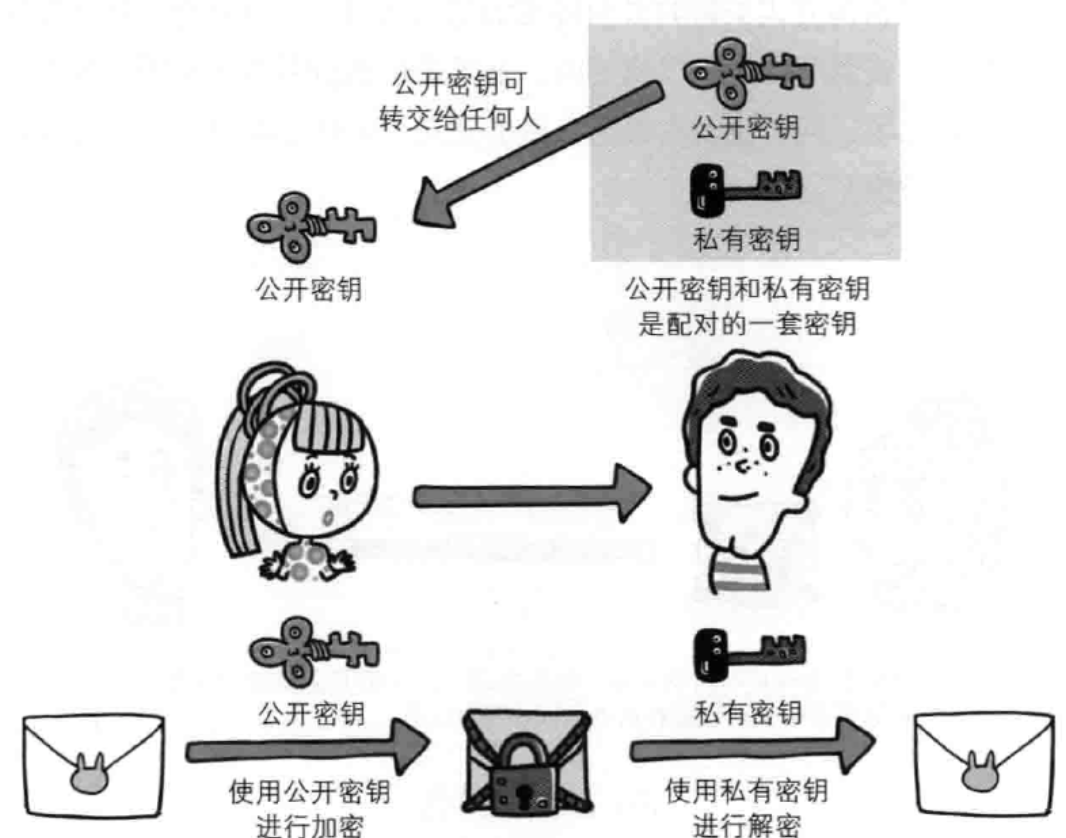 公开密钥可
转交给任何人
公开密钥
私有密钥
公开密钥
公开密钥和私有密钥
是配对的一套密钥
公开密钥
私有密钥
使用公开密钥
进行加密
使用私有密钥
进行解密